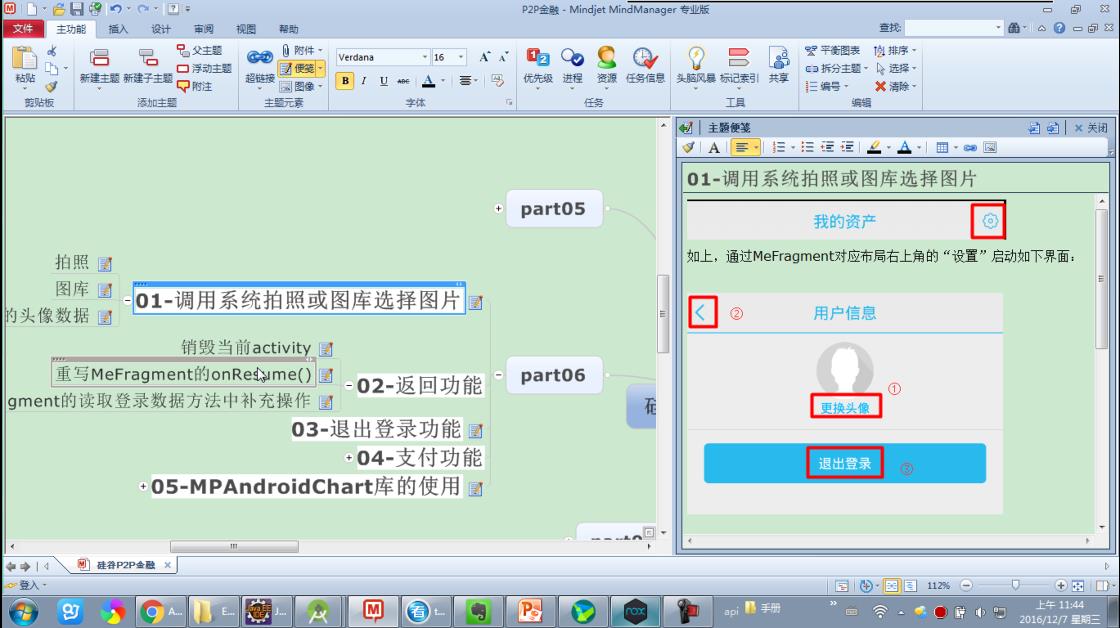 P2P金融 - Mindjet MindManager 专业版
文件 主功能 插入 设计 审阅 视图 帮助
查找:
粘贴
剪贴板
新建主题 新建子主题
父主题
浮动主题
附注
添加主题
超链接
附件
便笺
图像
主题元素
Verdana 16
B I U ABC A
字体
优先级 进程 资源 任务信息
任务
头脑风暴 标记索引 共享
工具
平衡图表 排序
拆分主题 选择
编号 清除
编辑
part05
拍照
图库
的头像数据
01-调用系统拍照或图库选择图片
销毁当前activity
重写MeFragment的onResume()
gment的读取登录数据方法中补充操作
02-返回功能
part06
03-退出登录功能
04-支付功能
05-MPAndroidChart库的使用
主题便笺
关闭
01-调用系统拍照或图库选择图片
我的资产
如上，通过MeFragment对应布局右上角的“设置”启动如下界面：
② 用户信息
①
更换头像
退出登录
硅谷P2P金融
登入
112%
A... E... J... t...
api 手册
上午 11:44
2016/12/7 星期三